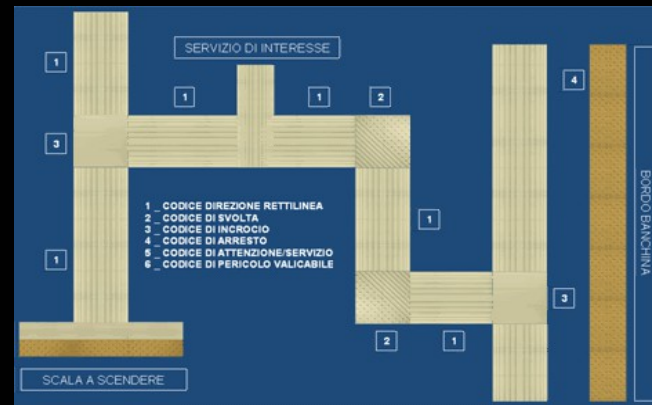 SERVIZIO DI INTERESSE
1
1
1
2
4
3
1 _ CODICE DIREZIONE RETTILINEA
2 _ CODICE DI SVOLTA
3 _ CODICE DI INCROCIO
4 _ CODICE DI ARRESTO
5 _ CODICE DI ATTENZIONE/SERVIZIO
6 _ CODICE DI PERICOLO VALICABILE
1
1
3
2
1
SCALA A SCENDERE
BORDO BANCHINA